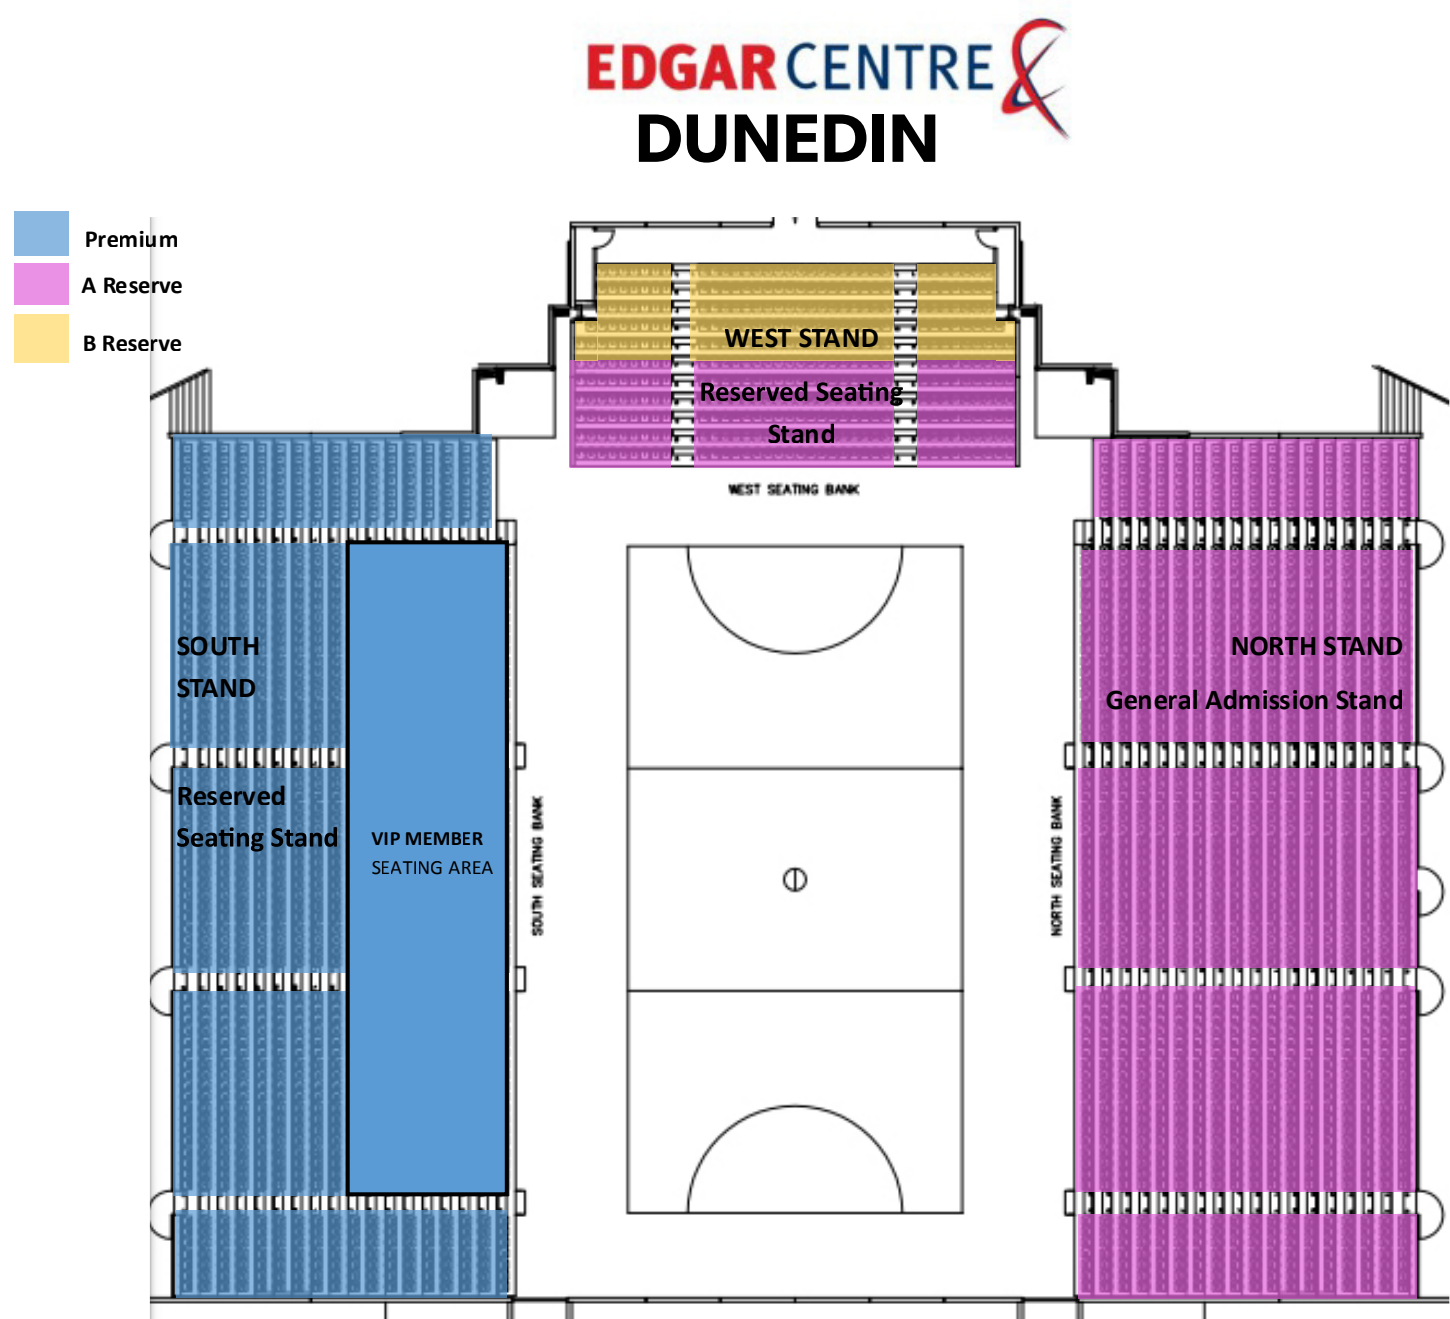 EDGAR CENTRE
DUNEDIN
Premium
A Reserve
B Reserve
WEST STAND
Reserved Seating
Stand
WEST SEATING BANK
SOUTH
STAND
Reserved
Seating Stand
VIP MEMBER
SEATING AREA
SOUTH SEATING BANK
NORTH SEATING BANK
NORTH STAND
General Admission Stand